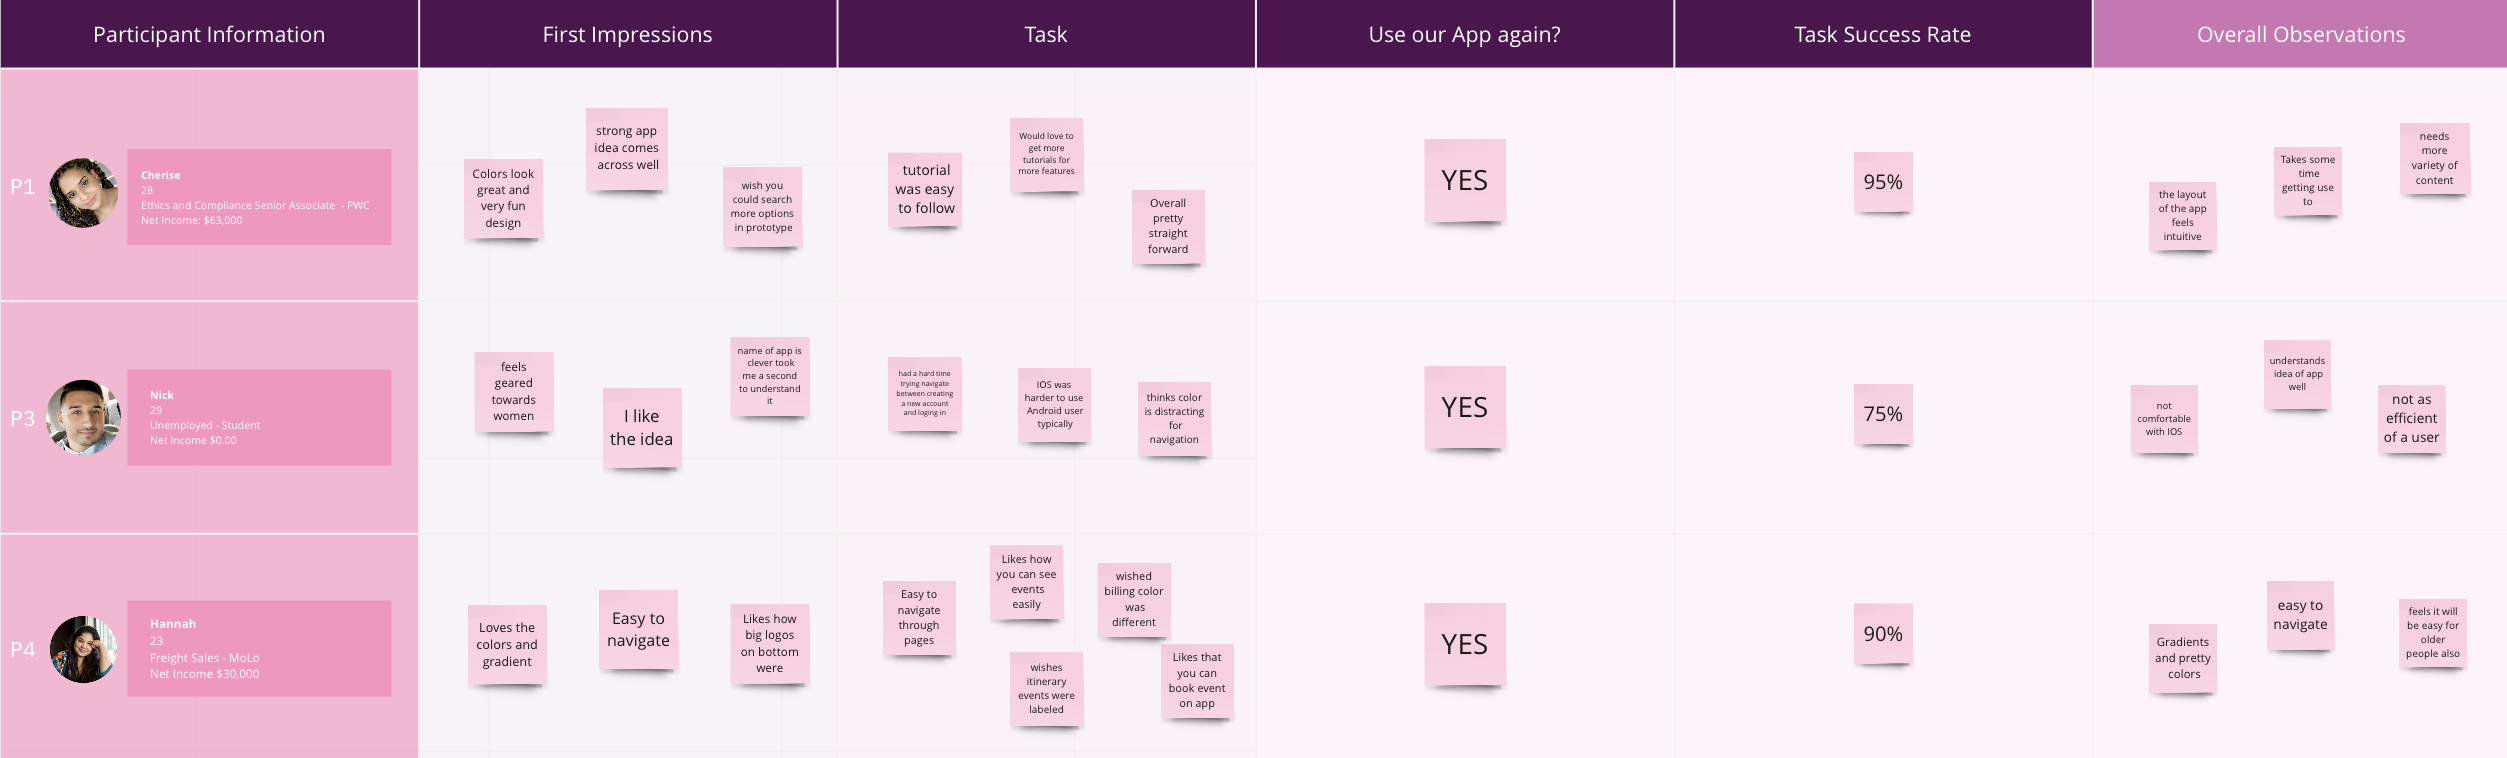 Participant Information
First Impressions
Task
Use our App again?
Task Success Rate
Overall Observations
P1
Cherise
28
Ethics and Compliance Senior Associate - PWC
Net Income: $63,000
Colors look
great and
very fun
design
strong app
idea comes
across well
wish you
could search
more options
in prototype
tutorial
was easy
to follow
Would love to
get more
tutorials for
more features
Overall
pretty
straight
forward
YES
95%
the layout
of the app
feels
intuitive
Takes some
time
getting use
to
needs
more
variety of
content
P3
Nick
29
Unemployed - Student
Net Income $0.00
feels
geared
towards
women
I like
the idea
name of app is
clever took
me a second
to understand
it
had a hard time
trying navigate
between creating
a new account
and loging in
IOS was
harder to use
Android user
typically
thinks color
is distracting
for
navigation
YES
75%
not
comfortable
with IOS
understands
idea of app
well
not as
efficient
of a user
P4
Hannah
23
Freight Sales - MoLo
Net Income $30,000
Loves the
colors and
gradient
Easy to
navigate
Likes how
big logos
on bottom
were
Easy to
navigate
through
pages
Likes how
you can see
events
easily
wished
billing color
was
different
wishes
itinerary
events were
labeled
Likes that
you can
book event
on app
YES
90%
Gradients
and pretty
colors
easy to
navigate
feels it will
be easy for
older
people also